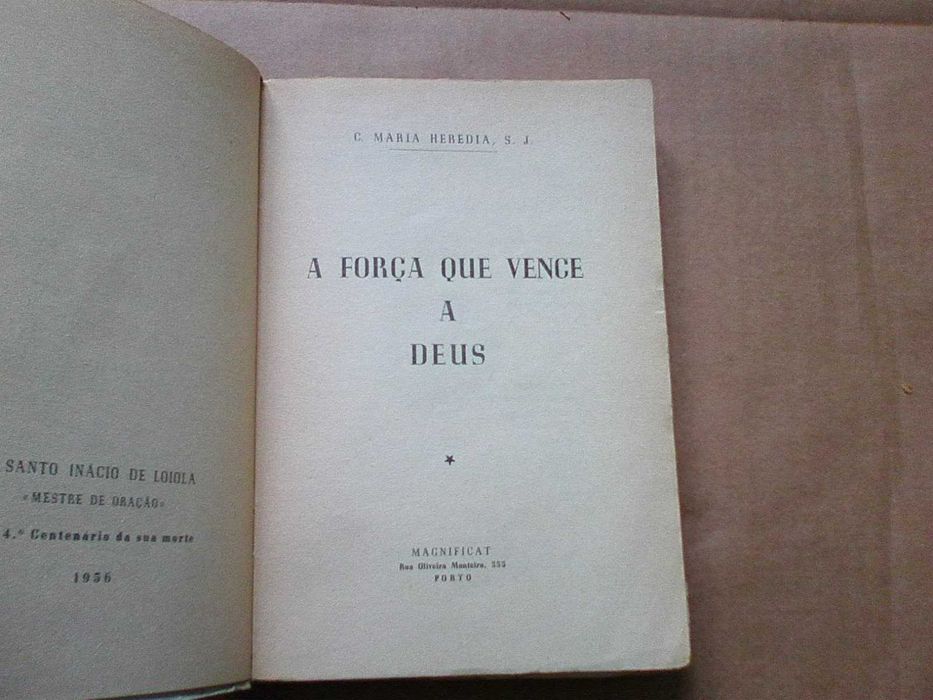 SANTO INÁCIO DE LOIOLA
«MESTRE DE ORAÇÃO»
4.º Centenário da sua morte
1956
C. MARIA HEREDIA, S. J.
A FORÇA QUE VENCE
A
DEUS
MAGNIFICAT
Rua Oliveira Monteiro, 355
PORTO